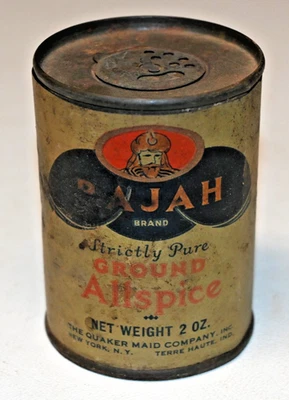 RAJAH
BRAND
Strictly Pure
GROUND
Allspice
NET WEIGHT 2 OZ.
THE QUAKER MAID COMPANY, INC.
NEW YORK, N.Y. TERRE HAUTE, IND.